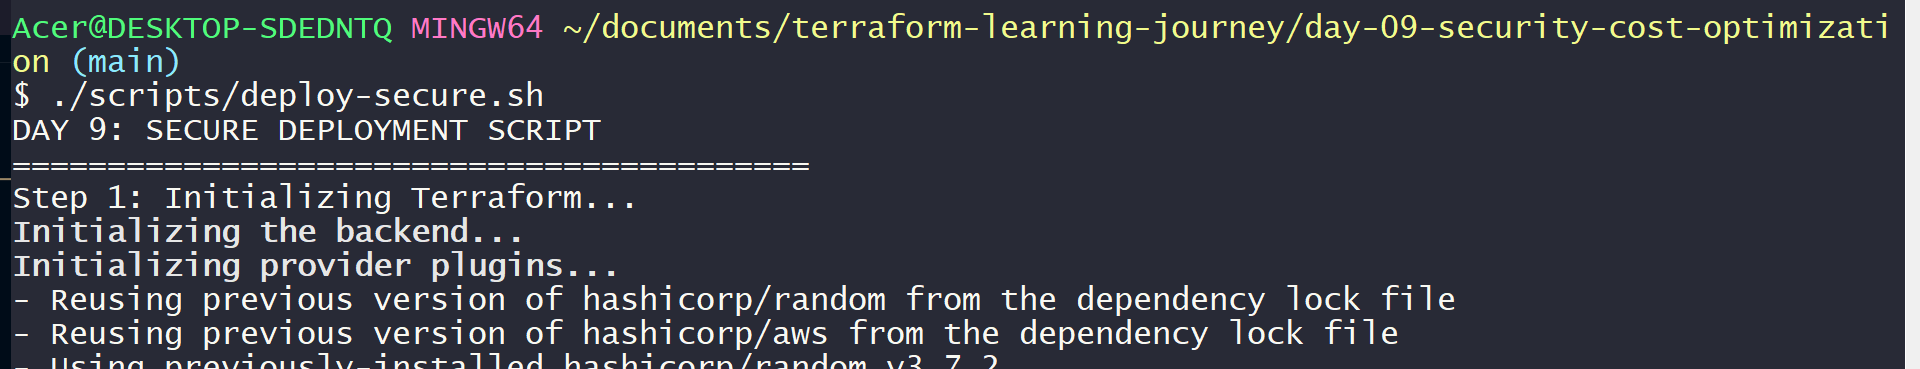 Acer@DESKTOP-SDEDNTQ MINGW64 ~/documents/terraform-learning-journey/day-09-security-cost-optimizati
on (main)
$ ./scripts/deploy-secure.sh
DAY 9: SECURE DEPLOYMENT SCRIPT
==========================================
Step 1: Initializing Terraform...
Initializing the backend...
Initializing provider plugins...
- Reusing previous version of hashicorp/random from the dependency lock file
- Reusing previous version of hashicorp/aws from the dependency lock file
- Using previously-installed hashicorp/random v3.7.2